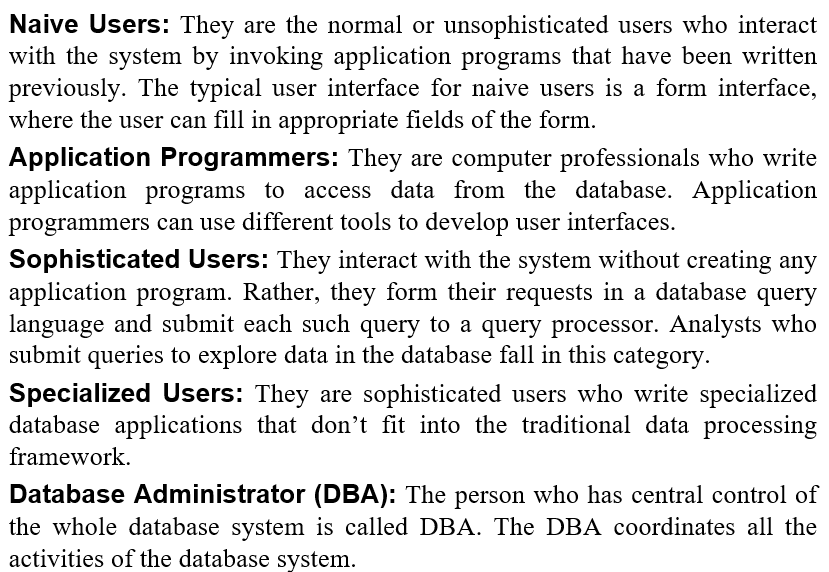 Naive Users: They are the normal or unsophisticated users who interact
with the system by invoking application programs that have been written
previously. The typical user interface for naive users is a form interface,
where the user can fill in appropriate fields of the form.
Application Programmers: They are computer professionals who write
application programs to access data from the database. Application
programmers can use different tools to develop user interfaces.
Sophisticated Users: They interact with the system without creating any
application program. Rather, they form their requests in a database query
language and submit each such query to a query processor. Analysts who
submit queries to explore data in the database fall in this category.
Specialized Users: They are sophisticated users who write specialized
database applications that don’t fit into the traditional data processing
framework.
Database Administrator (DBA): The person who has central control of
the whole database system is called DBA. The DBA coordinates all the
activities of the database system.